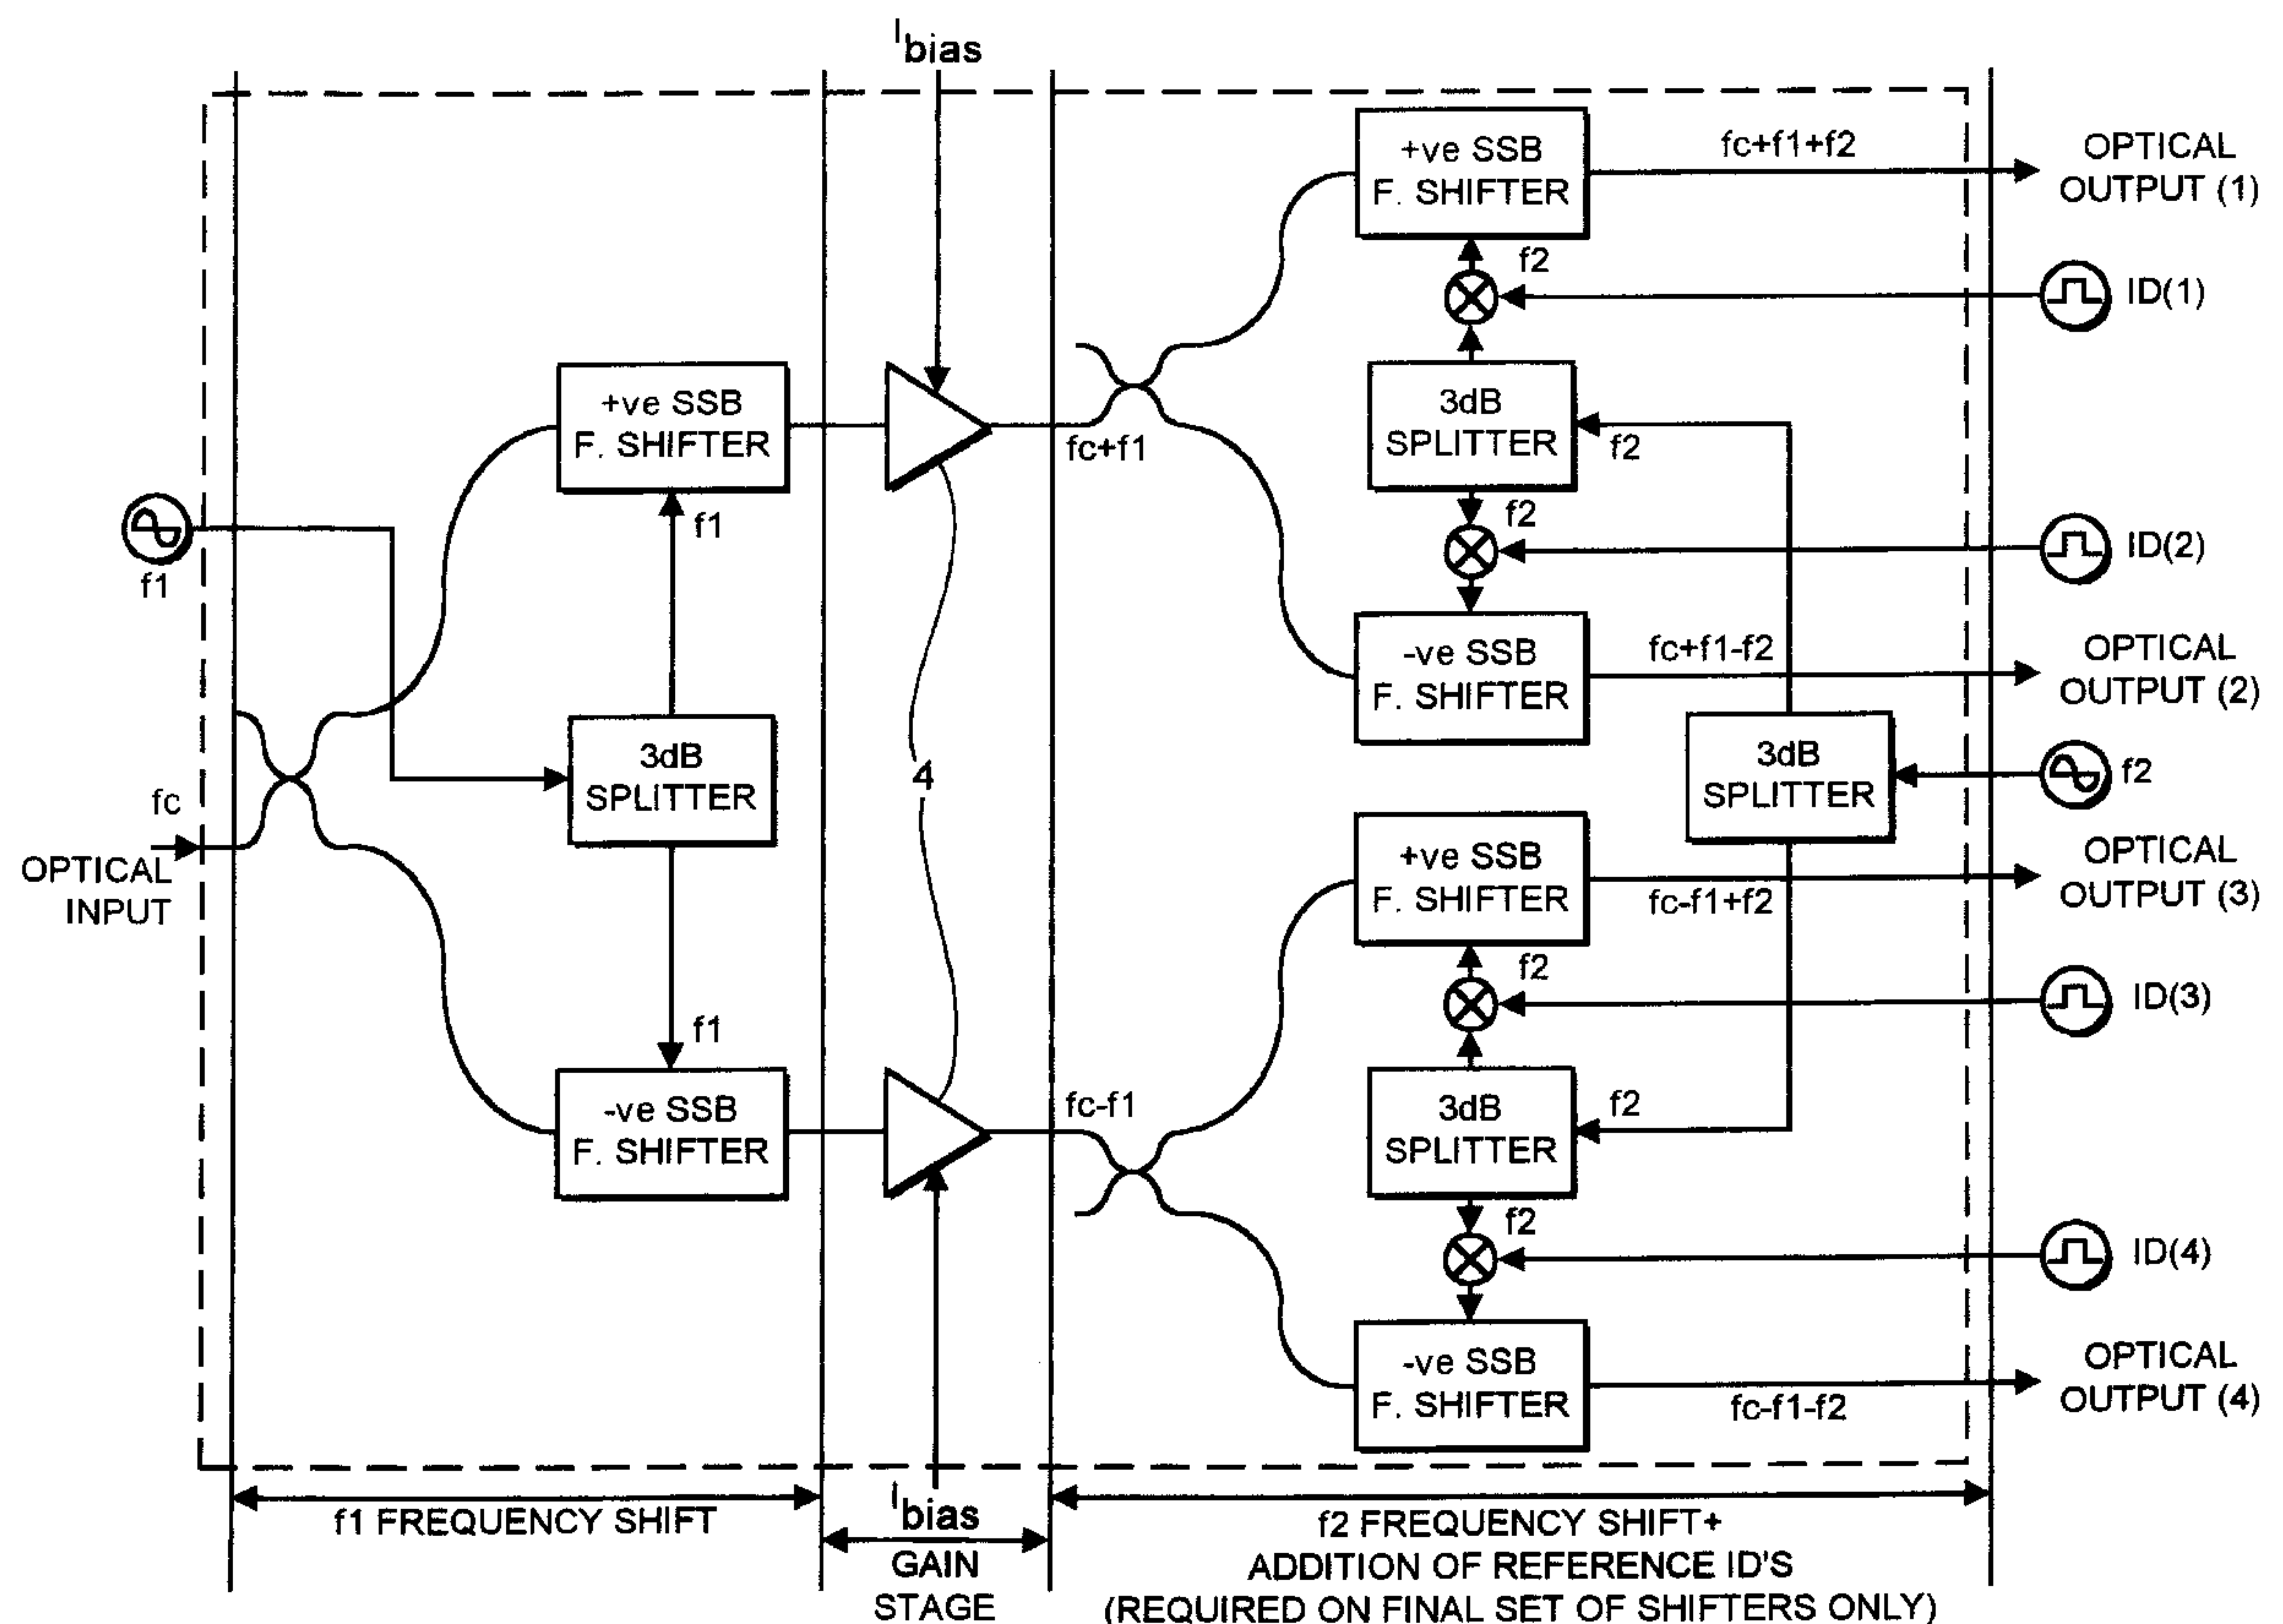 Ibias
+ve SSB
F. SHIFTER
fc+f1+f2
OPTICAL
OUTPUT (1)
f2
ID(1)
+ve SSB
F. SHIFTER
fc+f1
3dB
SPLITTER
f2
f1
f1
f2
ID(2)
-ve SSB
F. SHIFTER
fc+f1-f2
OPTICAL
OUTPUT (2)
3dB
SPLITTER
4
3dB
SPLITTER
f2
fc
OPTICAL
INPUT
+ve SSB
F. SHIFTER
fc-f1+f2
OPTICAL
OUTPUT (3)
f2
ID(3)
f1
-ve SSB
F. SHIFTER
fc-f1
3dB
SPLITTER
f2
f2
ID(4)
-ve SSB
F. SHIFTER
fc-f1-f2
OPTICAL
OUTPUT (4)
f1 FREQUENCY SHIFT
Ibias
GAIN
STAGE
f2 FREQUENCY SHIFT+
ADDITION OF REFERENCE ID'S
(REQUIRED ON FINAL SET OF SHIFTERS ONLY)